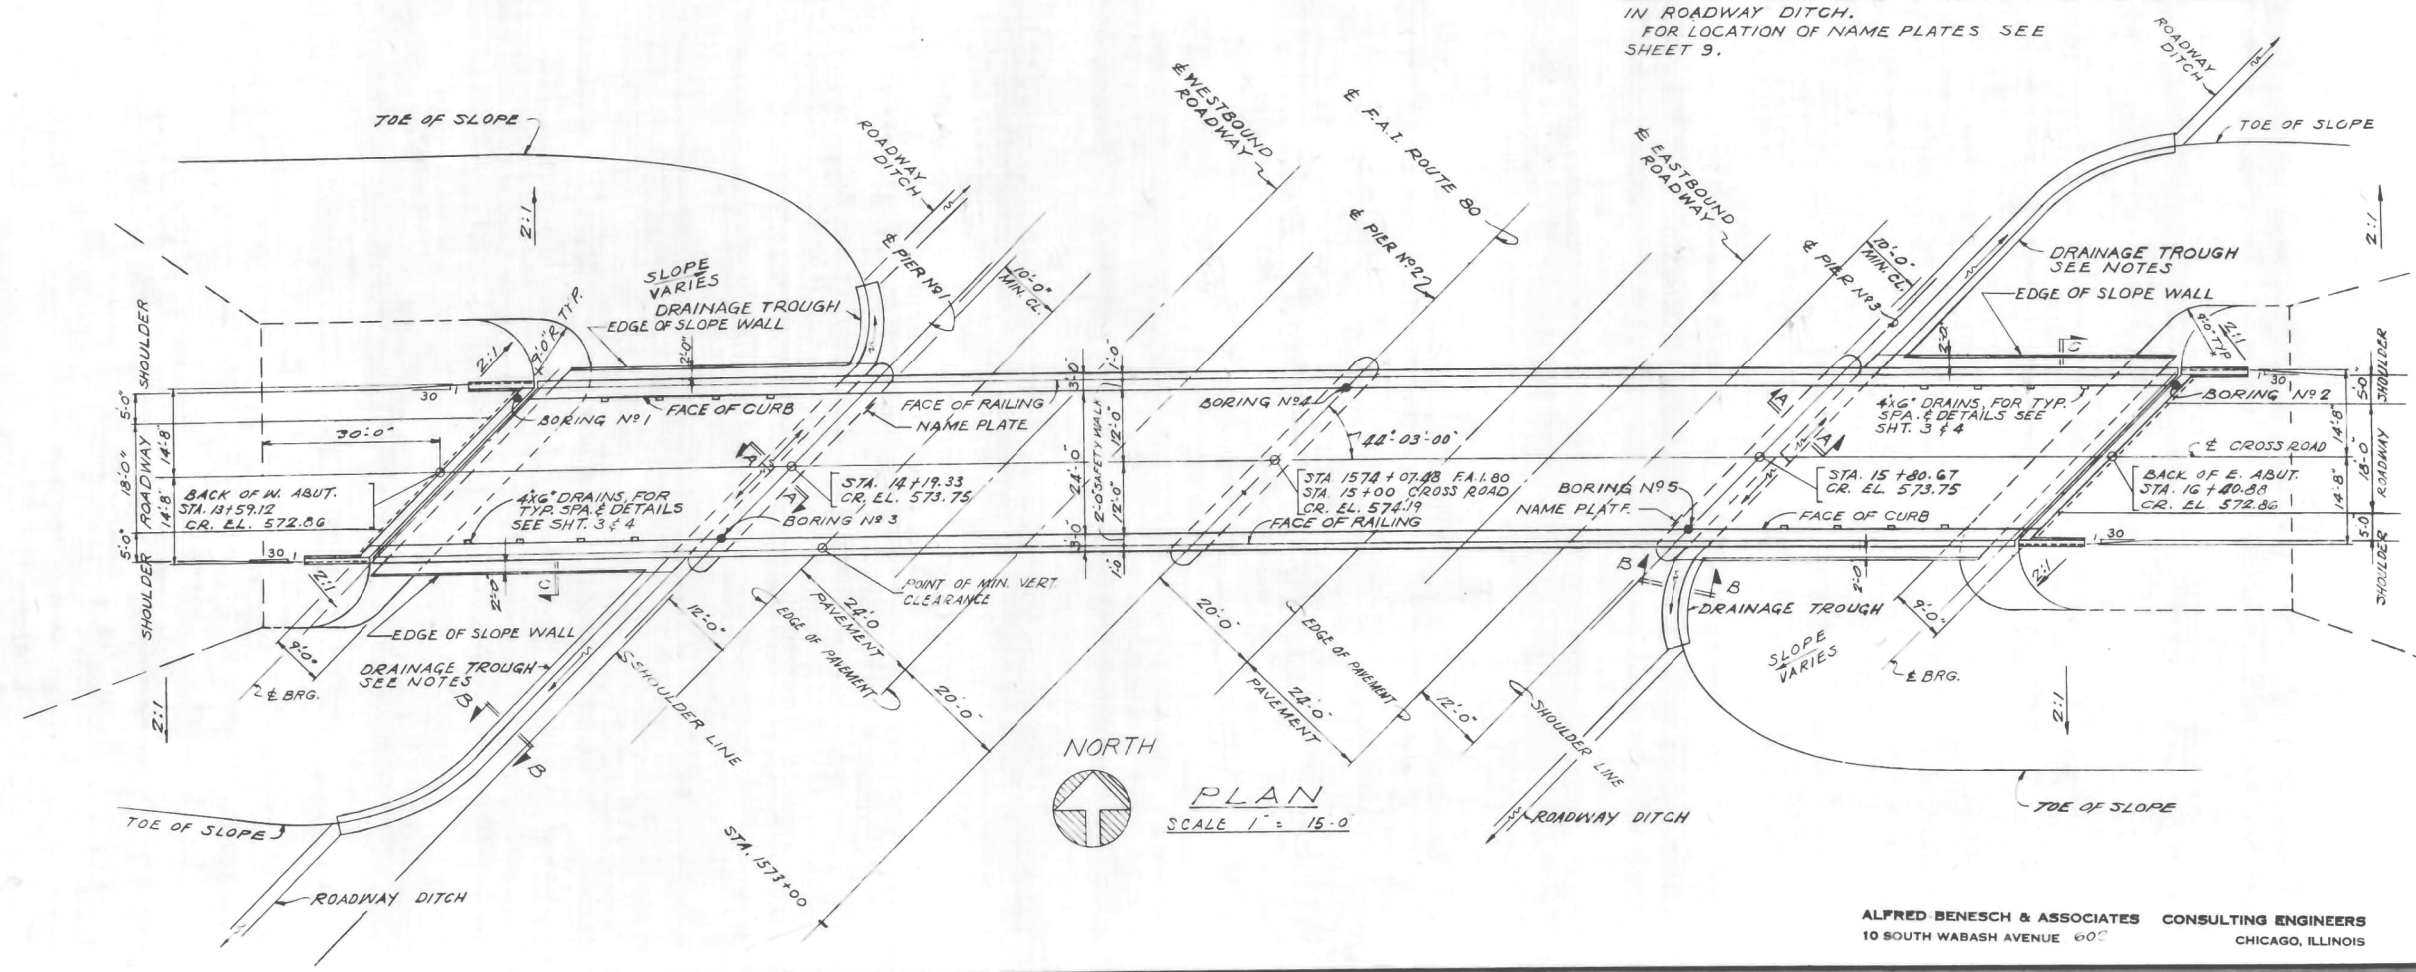 IN ROADWAY DITCH.
FOR LOCATION OF NAME PLATES SEE
SHEET 9.
ROADWAY
DITCH
TOE OF SLOPE
TOE OF SLOPE
2:1
2:1
ROADWAY
DITCH
℄ WESTBOUND
ROADWAY
℄ F.A.I. ROUTE 80
℄ EASTBOUND
ROADWAY
℄ PIER Nº1
10'-0"
MIN. CL.
℄ PIER Nº2
℄ PIER Nº3
10'-0"
MIN. CL.
DRAINAGE TROUGH
SEE NOTES
EDGE OF SLOPE WALL
SLOPE
VARIES
DRAINAGE TROUGH
EDGE OF SLOPE WALL
9'-0" R. TYP.
2:1
2'-0"
2'-0"
C
9'-0" TYP
2:1
SHOULDER
5'-0"
ROADWAY
18'-0"
14'-8"
14'-8"
5'-0"
SHOULDER
30
1
BORING Nº1
FACE OF CURB
FACE OF RAILING
NAME PLATE
3'-0"
1'-0"
24'-0"
2'-0" SAFETY WALK
12'-0"
12'-0"
3'-0"
1'-0"
BORING Nº4
44°-03'-00"
A
A
4"x6" DRAINS, FOR TYP.
SPA. & DETAILS SEE
SHT. 3 & 4
1
30
BORING Nº2
5'-0"
SHOULDER
14'-8"
18'-0"
ROADWAY
14'-8"
5'-0"
SHOULDER
℄ CROSS ROAD
30'-0"
BACK OF W. ABUT.
STA. 13+59.12
CR. EL. 572.86
4"x6" DRAINS, FOR
TYP. SPA. & DETAILS
SEE SHT. 3 & 4
A
A
STA. 14+19.33
CR. EL. 573.75
BORING Nº3
STA. 1574+07.48 F.A.I. 80
STA. 15+00 CROSS ROAD
CR. EL. 574.19
FACE OF RAILING
BORING Nº5
NAME PLATE
STA. 15+80.67
CR. EL. 573.75
FACE OF CURB
BACK OF E. ABUT.
STA. 16+40.88
CR. EL. 572.86
30
1
2:1
2'-0"
C
POINT OF MIN. VERT.
CLEARANCE
B
B
2'-0"
1
30
2:1
EDGE OF SLOPE WALL
9'-0"
DRAINAGE TROUGH
SEE NOTES
℄ BRG.
12'-0"
SHOULDER LINE
EDGE OF PAVEMENT
24'-0
PAVEMENT
20'-0"
20'-0"
24'-0"
PAVEMENT
EDGE OF PAVEMENT
12'-0"
SHOULDER LINE
DRAINAGE TROUGH
SLOPE
VARIES
9'-0"
℄ BRG.
2:1
2:1
B
B
NORTH
PLAN
SCALE 1" = 15'-0
STA. 1573+00
ROADWAY DITCH
TOE OF SLOPE
TOE OF SLOPE
ROADWAY DITCH
ALFRED BENESCH & ASSOCIATES CONSULTING ENGINEERS
10 SOUTH WABASH AVENUE CHICAGO, ILLINOIS